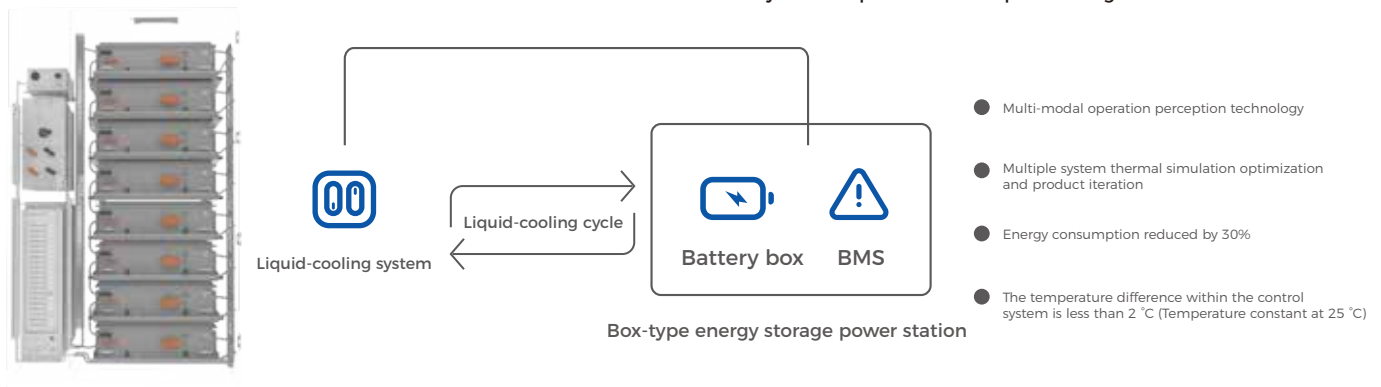 Liquid-cooling system
Liquid-cooling cycle
Battery box
BMS
Box-type energy storage power station
Multi-modal operation perception technology
Multiple system thermal simulation optimization
and product iteration
Energy consumption reduced by 30%
The temperature difference within the control
system is less than 2 °C (Temperature constant at 25 °C)